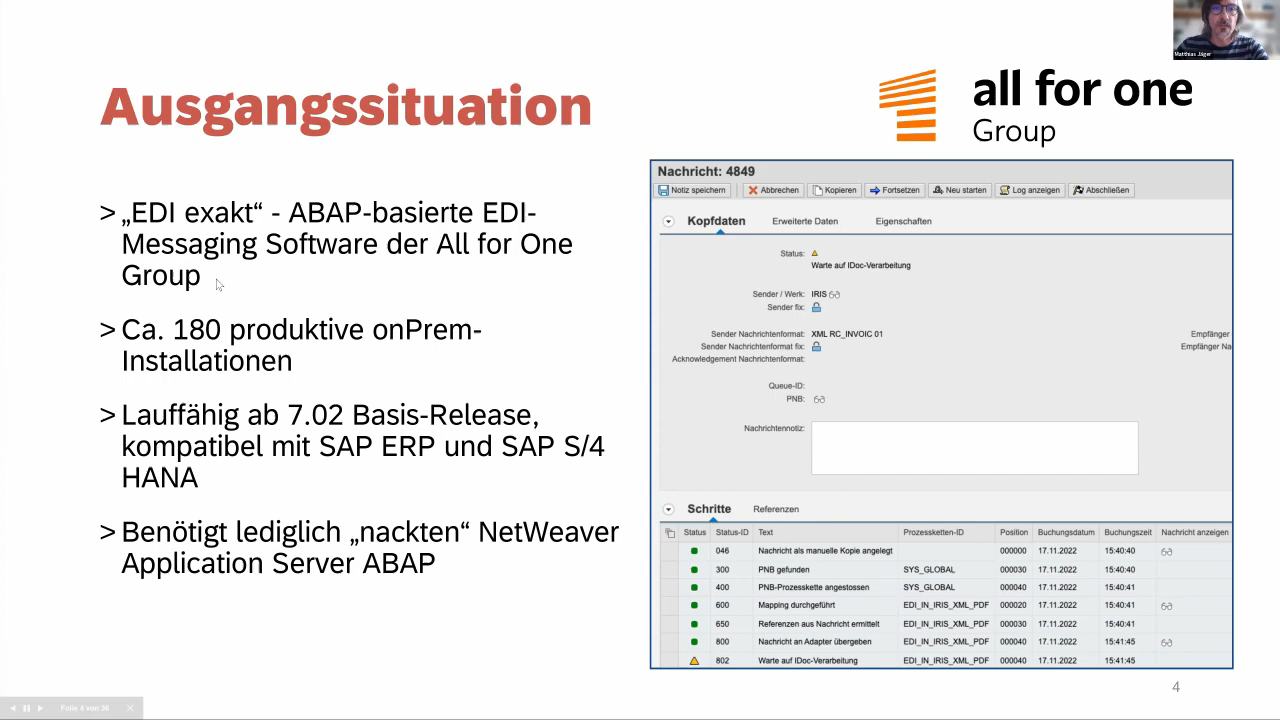 Matthias Jäger
Ausgangssituation
all for one
Group
> „EDI exakt“ - ABAP-basierte EDI-
Messaging Software der All for One
Group
> Ca. 180 produktive onPrem-
Installationen
> Lauffähig ab 7.02 Basis-Release,
kompatibel mit SAP ERP und SAP S/4
HANA
> Benötigt lediglich „nackten“ NetWeaver
Application Server ABAP
Nachricht: 4849
Notiz speichern Abbrechen Kopieren Fortsetzen Neu starten Log anzeigen Abschließen
Kopfdaten Erweiterte Daten Eigenschaften
Status:
Warte auf IDoc-Verarbeitung
Sender / Werk: IRIS
Sender fix:
Sender Nachrichtenformat: XML RC_INVOIC 01 Empfänger
Sender Nachrichtenformat fix: Empfänger Na
Acknowledgement Nachrichtenformat:
Queue-ID:
PNB:
Nachrichtennotiz:
Schritte Referenzen
Status Status-ID Text Prozessketten-ID Position Buchungsdatum Buchungszeit Nachricht anzeigen
046 Nachricht als manuelle Kopie angelegt 000000 17.11.2022 15:40:40
300 PNB gefunden SYS_GLOBAL 000030 17.11.2022 15:40:40
400 PNB-Prozesskette angestossen SYS_GLOBAL 000040 17.11.2022 15:40:41
600 Mapping durchgeführt EDI_IN_IRIS_XML_PDF 000020 17.11.2022 15:40:41
650 Referenzen aus Nachricht ermittelt EDI_IN_IRIS_XML_PDF 000030 17.11.2022 15:40:41
800 Nachricht an Adapter übergeben EDI_IN_IRIS_XML_PDF 000040 17.11.2022 15:41:45
802 Warte auf IDoc-Verarbeitung EDI_IN_IRIS_XML_PDF 000040 17.11.2022 15:41:45
4
Folie 4 von 36